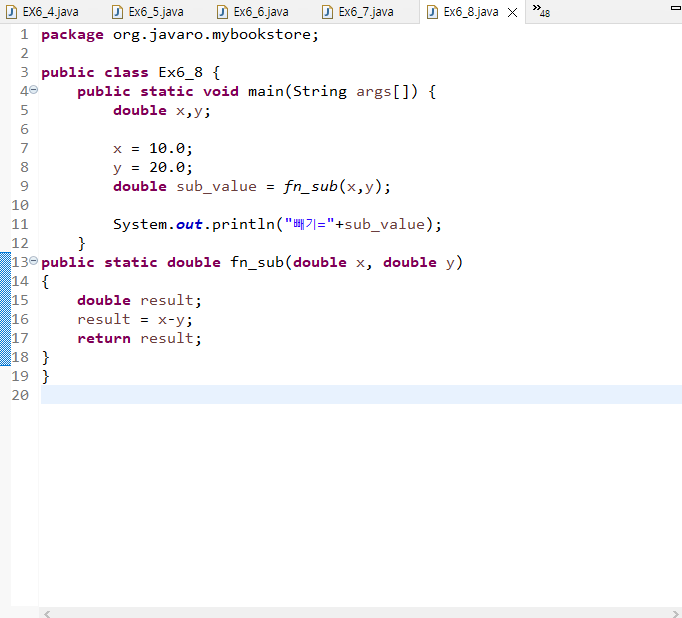 EX6_4.java Ex6_5.java Ex6_6.java Ex6_7.java Ex6_8.java 48
1 package org.javaro.mybookstore;
2
3 public class Ex6_8 {
4 public static void main(String args[]) {
5 double x,y;
6
7 x = 10.0;
8 y = 20.0;
9 double sub_value = fn_sub(x,y);
10
11 System.out.println("빼기="+sub_value);
12 }
13 public static double fn_sub(double x, double y)
14 {
15 double result;
16 result = x-y;
17 return result;
18 }
19 }
20